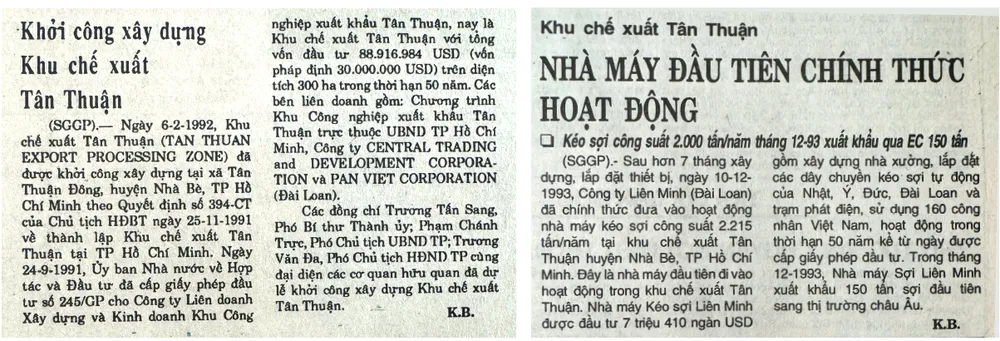 Khởi công xây dựng
Khu chế xuất
Tân Thuận
(SGGP).— Ngày 6-2-1992, Khu
chế xuất Tân Thuận (TAN THUAN
EXPORT PROCESSING ZONE) đã
được khởi công xây dựng tại xã Tân
Thuận Đông, huyện Nhà Bè, TP Hồ
Chí Minh theo Quyết định số 394-CT
của Chủ tịch HĐBT ngày 25-11-1991
về thành lập Khu chế xuất Tân
Thuận tại TP Hồ Chí Minh. Ngày
24-9-1991, Ủy ban Nhà nước về Hợp
tác và Đầu tư đã cấp giấy phép đầu
tư số 245/GP cho Công ty Liên doanh
Xây dựng và Kinh doanh Khu Công
nghiệp xuất khẩu Tân Thuận, nay là
Khu chế xuất Tân Thuận với tổng
vốn đầu tư 88.916.984 USD (vốn
pháp định 30.000.000 USD) trên diện
tích 300 ha trong thời hạn 50 năm. Các
bên liên doanh gồm: Chương trình
Khu Công nghiệp xuất khẩu Tân
Thuận trực thuộc UBND TP Hồ Chí
Minh, Công ty CENTRAL TRADING
and DEVELOPMENT CORPORA-
TION và PAN VIET CORPORATION
(Đài Loan).
Các đồng chí Trương Tấn Sang,
Phó Bí thư Thành ủy; Phạm Chánh
Trực, Phó Chủ tịch UBND TP; Trương
Văn Đa, Phó Chủ tịch HĐND TP cùng
đại diện các cơ quan hữu quan đã dự
lễ khởi công xây dựng Khu chế xuất
Tân Thuận.
K.B.
Khu chế xuất Tân Thuận
NHÀ MÁY ĐẦU TIÊN CHÍNH THỨC
HOẠT ĐỘNG
❑ Kéo sợi công suất 2.000 tấn/năm tháng 12-93 xuất khẩu qua EC 150 tấn
(SGGP).- Sau hơn 7 tháng xây
dựng, lắp đặt thiết bị, ngày 10-12-
1993, Công ty Liên Minh (Đài Loan)
đã chính thức đưa vào hoạt động
nhà máy kéo sợi công suất 2.215
tấn/năm tại khu chế xuất Tân
Thuận huyện Nhà Bè, TP Hồ Chí
Minh. Đây là nhà máy đầu tiên đi vào
hoạt động trong khu chế xuất Tân
Thuận. Nhà máy Kéo sợi Liên Minh
được đầu tư 7 triệu 410 ngàn USD
gồm xây dựng nhà xưởng, lắp đặt
các dây chuyền kéo sợi tự động
của Nhật, Ý, Đức, Đài Loan và
trạm phát điện, sử dụng 160 công
nhân Việt Nam, hoạt động trong
thời hạn 50 năm kể từ ngày được
cấp giấy phép đầu tư. Trong tháng
12-1993, Nhà máy Sợi Liên Minh
xuất khẩu 150 tấn sợi đầu tiên
sang thị trường châu Âu.
K.B.